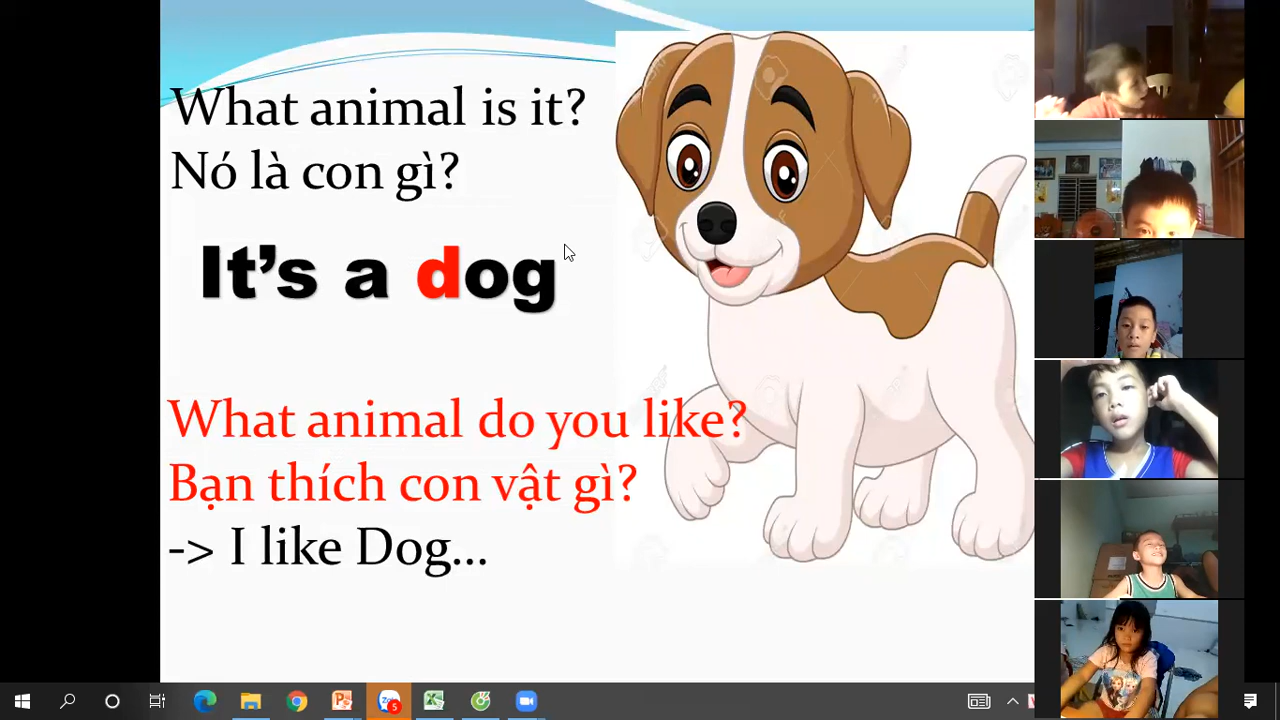 What animal is it?
Nó là con gì?
It's a dog
What animal do you like?
Bạn thích con vật gì?
-> I like Dog...